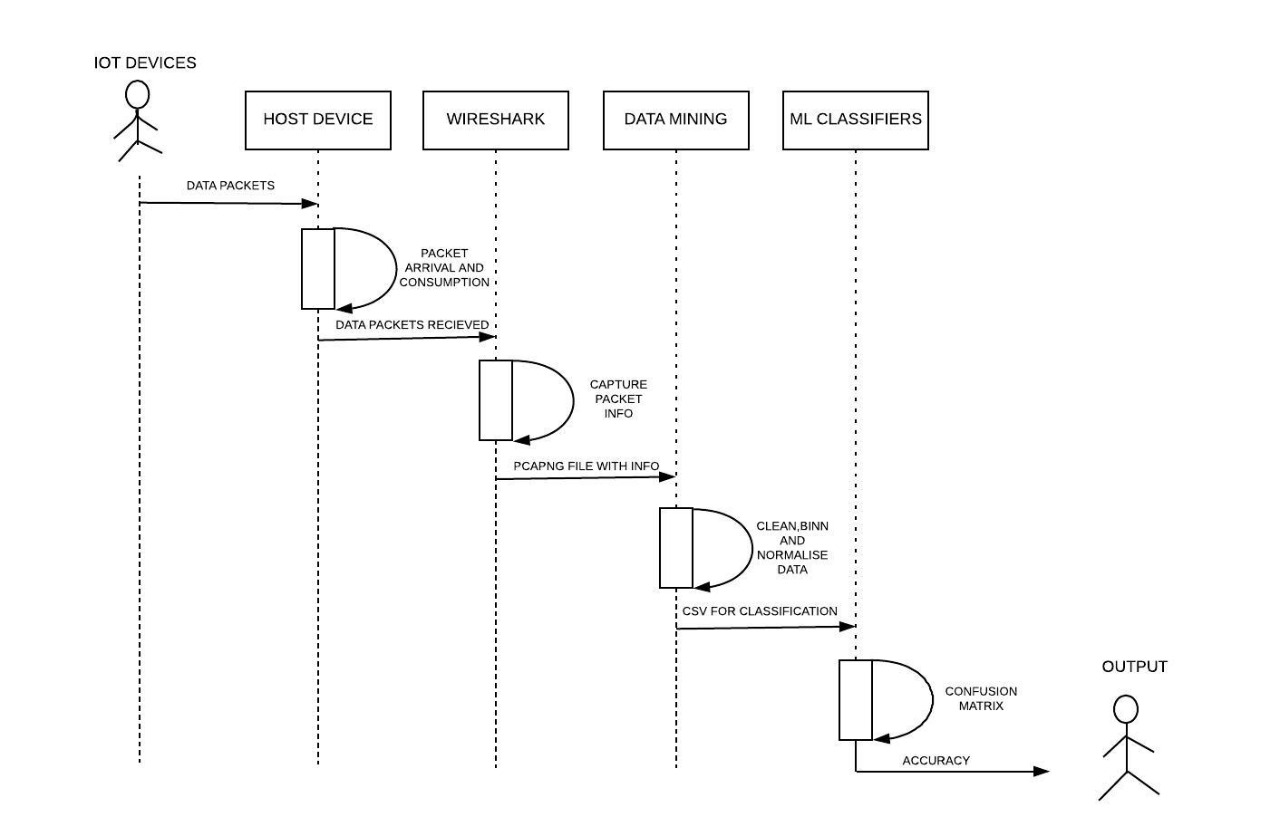 IOT DEVICES
HOST DEVICE
WIRESHARK
DATA MINING
ML CLASSIFIERS
DATA PACKETS
PACKET
ARRIVAL AND
CONSUMPTION
DATA PACKETS RECIEVED
CAPTURE
PACKET
INFO
PCAPNG FILE WITH INFO
CLEAN,BINN
AND
NORMALISE
DATA
CSV FOR CLASSIFICATION
OUTPUT
CONFUSION
MATRIX
ACCURACY